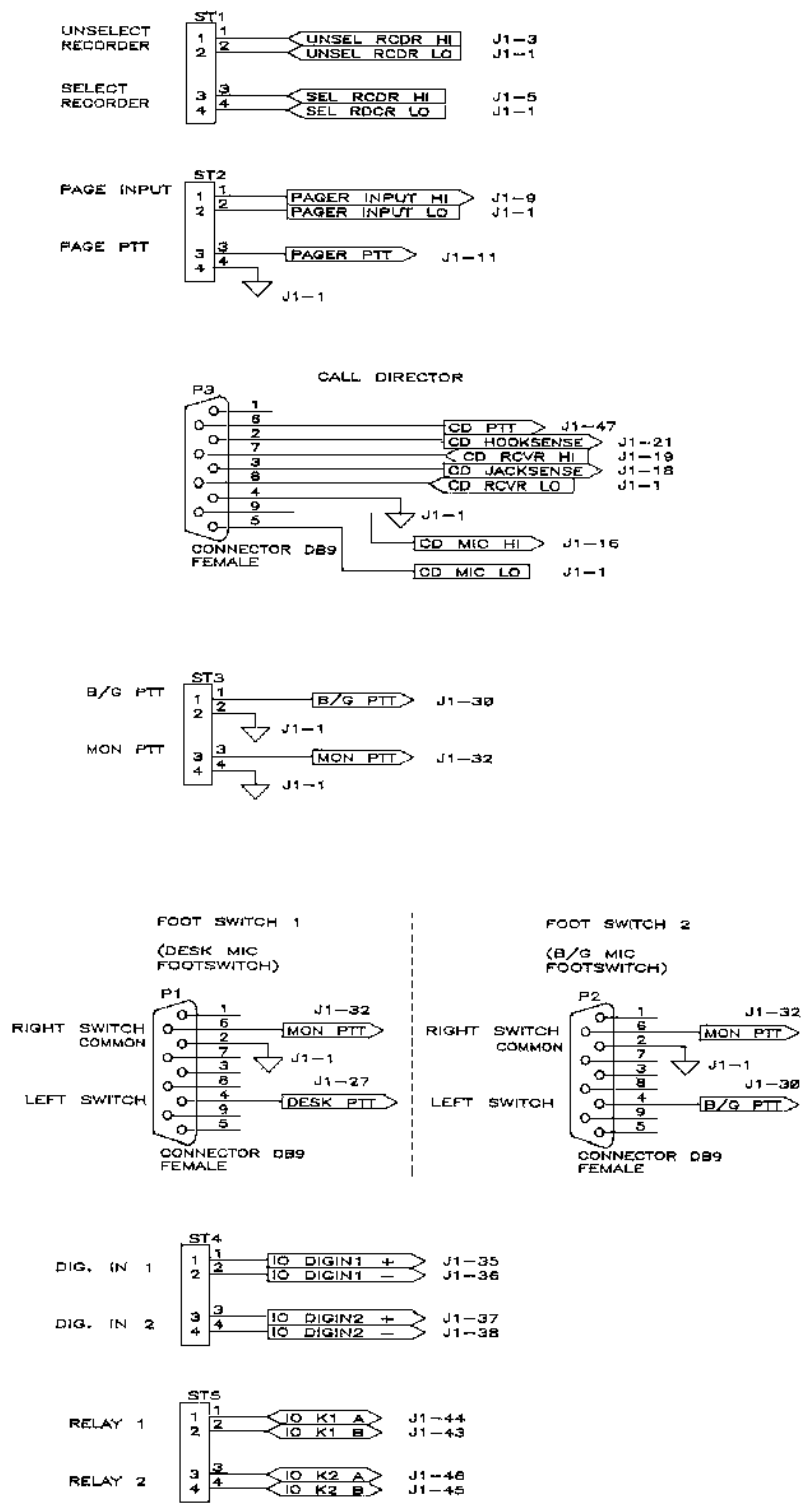 ST1
UNSELECT
RECORDER
1 1 UNSEL RCDR HI J1-3
2 2 UNSEL RCDR LO J1-1
SELECT
RECORDER
3 3 SEL RCDR HI J1-5
4 4 SEL RDCR LO J1-1
ST2
PAGE INPUT
1 1 PAGER INPUT HI J1-9
2 2 PAGER INPUT LO J1-1
PAGE PTT
3 3 PAGER PTT J1-11
4 4
J1-1
CALL DIRECTOR
P3
1
6 CD PTT J1-47
2 CD HOOKSENSE J1-21
7 CD RCVR HI J1-19
3 CD JACKSENSE J1-18
8 CD RCVR LO J1-1
4
9 J1-1
5
CD MIC HI J1-16
CONNECTOR DB9
FEMALE
CD MIC LO J1-1
ST3
B/G PTT
1 1 B/G PTT J1-30
2 2
J1-1
MON PTT
3 3 MON PTT J1-32
4 4
J1-1
FOOT SWITCH 1
(DESK MIC
FOOTSWITCH)
P1
1 J1-32
RIGHT SWITCH 6 MON PTT
COMMON 2
7 J1-1
3
8 J1-27
LEFT SWITCH 4 DESK PTT
9
5
CONNECTOR DB9
FEMALE
FOOT SWITCH 2
(B/G MIC
FOOTSWITCH)
P2
1 J1-32
RIGHT SWITCH 6 MON PTT
COMMON 2
7 J1-1
3
8 J1-30
LEFT SWITCH 4 B/G PTT
9
5
CONNECTOR DB9
FEMALE
ST4
DIG. IN 1
1 1 IO DIGIN1 + J1-35
2 2 IO DIGIN1 - J1-36
DIG. IN 2
3 3 IO DIGIN2 + J1-37
4 4 IO DIGIN2 - J1-38
ST5
RELAY 1
1 1 IO K1 A J1-44
2 2 IO K1 B J1-43
RELAY 2
3 3 IO K2 A J1-46
4 4 IO K2 B J1-45